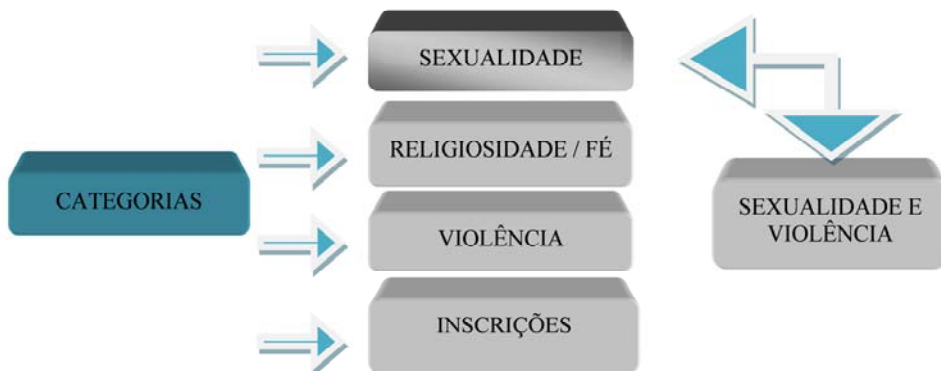 SEXUALIDADE
RELIGIOSIDADE / FÉ
CATEGORIAS
VIOLÊNCIA
INSCRIÇÕES
SEXUALIDADE E
VIOLÊNCIA